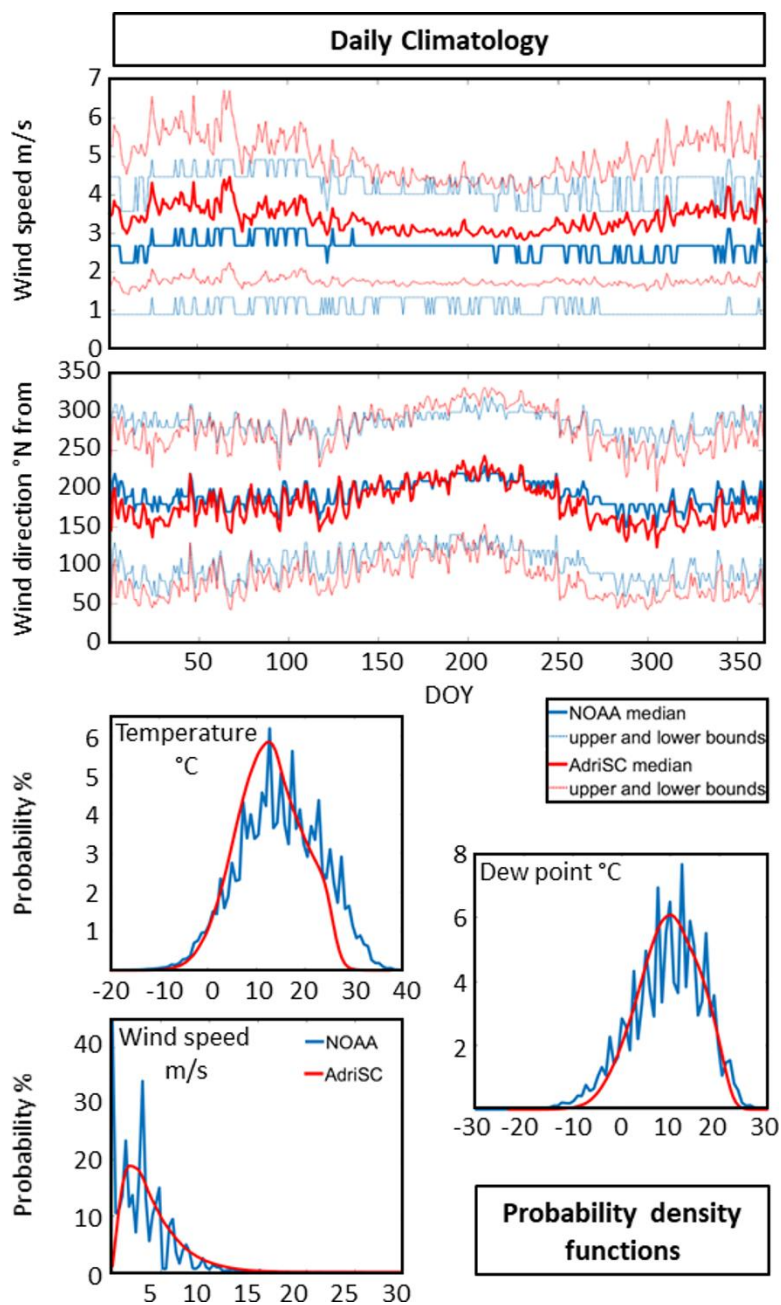 Daily Climatology
Wind speed m/s
7
6
5
4
3
2
1
0
Wind direction °N from
350
300
250
200
150
100
50
0
50 100 150 200 250 300 350
DOY
NOAA median
upper and lower bounds
AdriSC median
upper and lower bounds
Probability %
Temperature
°C
6
5
4
3
2
1
-20 -10 0 10 20 30 40
Dew point °C
8
6
4
2
-30 -20 -10 0 10 20 30
Probability %
Wind speed
m/s
NOAA
AdriSC
40
30
20
10
0
5 10 15 20 25 30
Probability density
functions